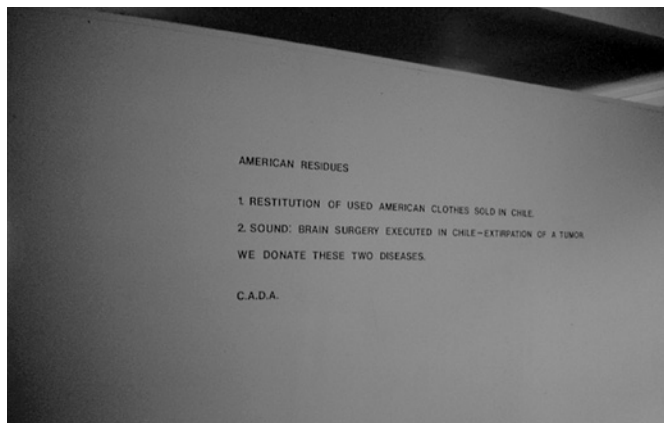 AMERICAN RESIDUES
1. RESTITUTION OF USED AMERICAN CLOTHES SOLD IN CHILE.
2. SOUND: BRAIN SURGERY EXECUTED IN CHILE-EXTIRPATION OF A TUMOR.
WE DONATE THESE TWO DISEASES.
C.A.D.A.